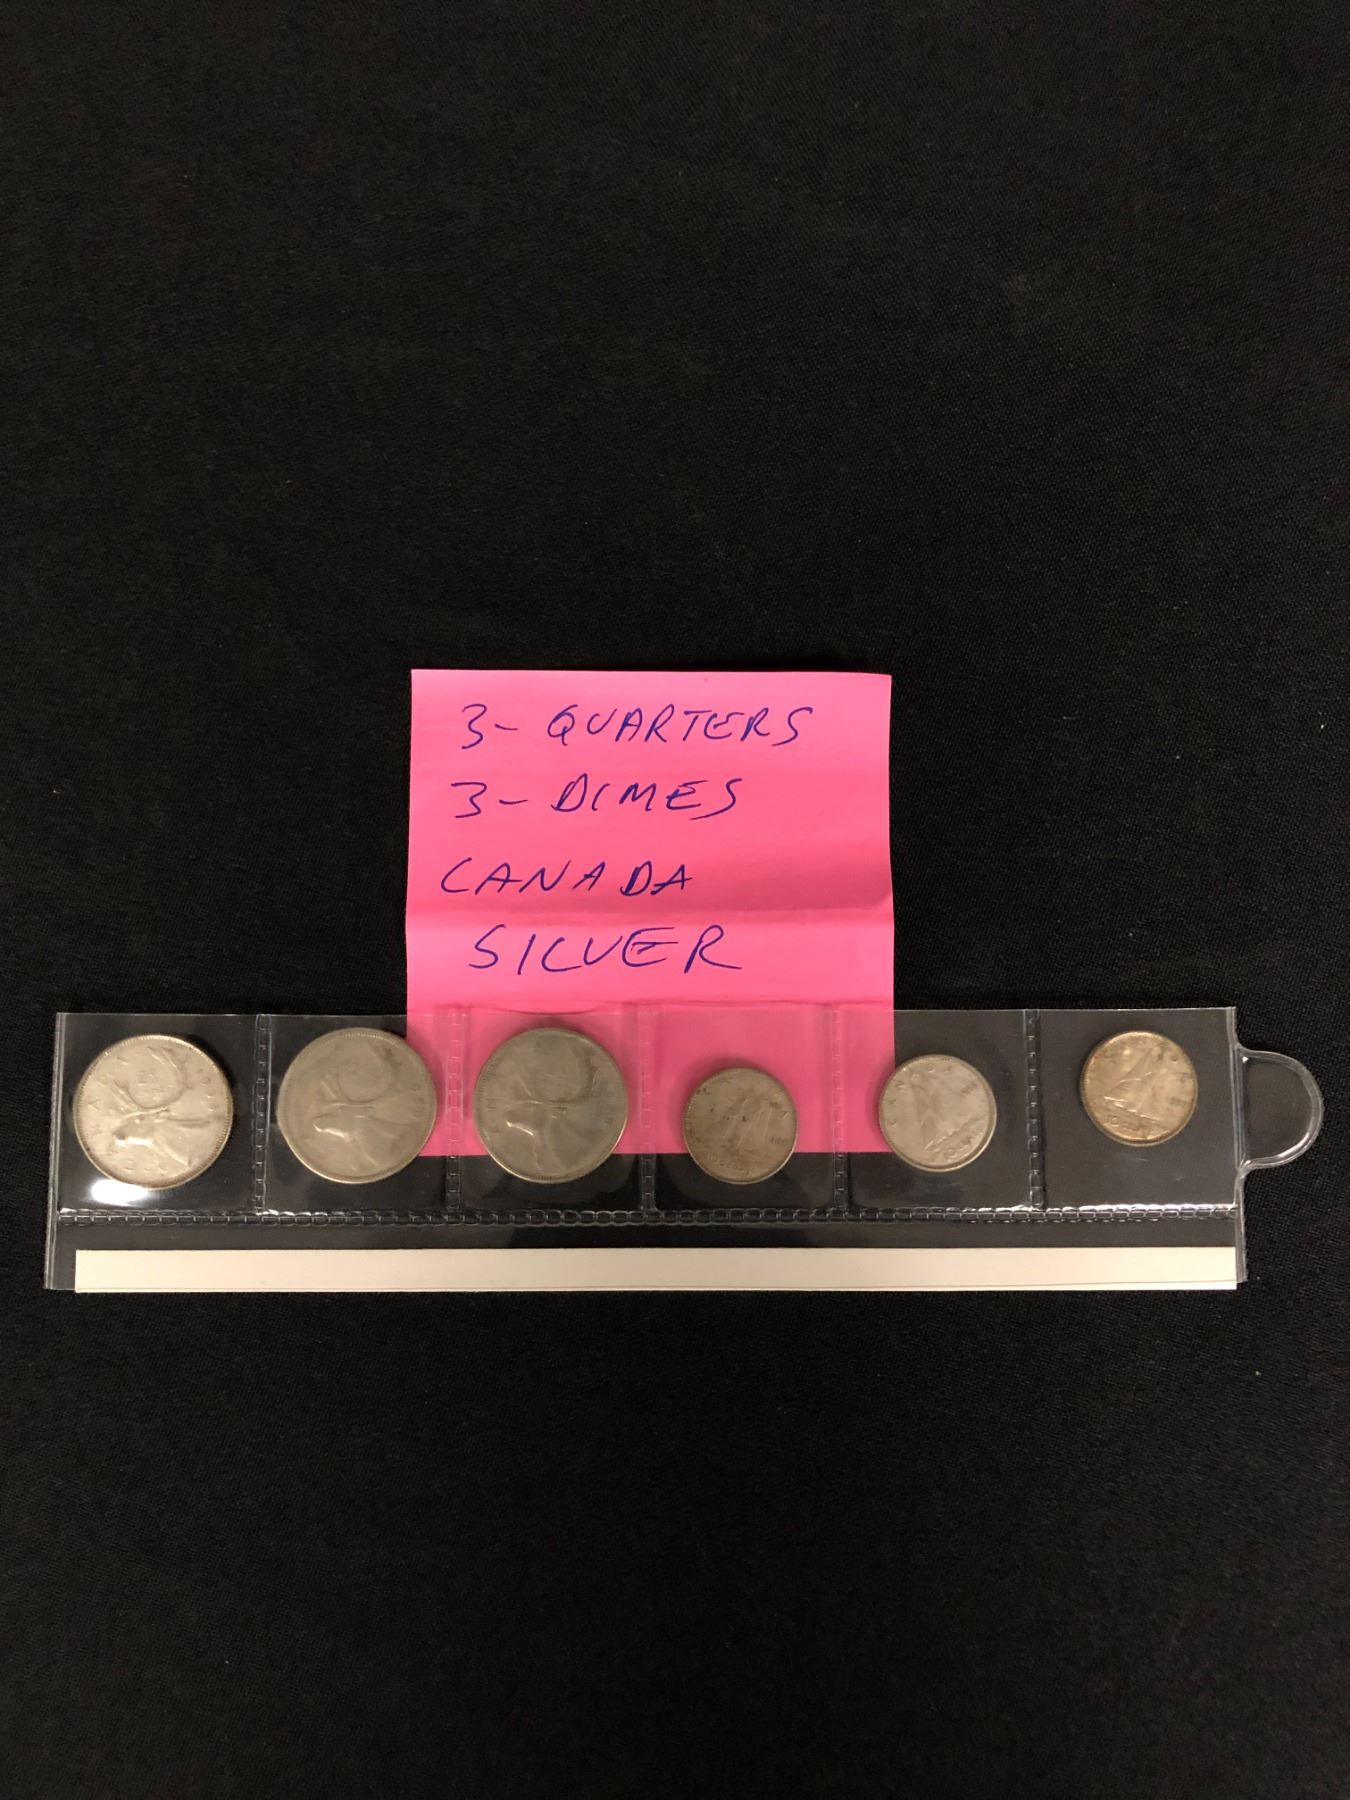 3- QUARTERS
3- DIMES
CANADA
SILVER